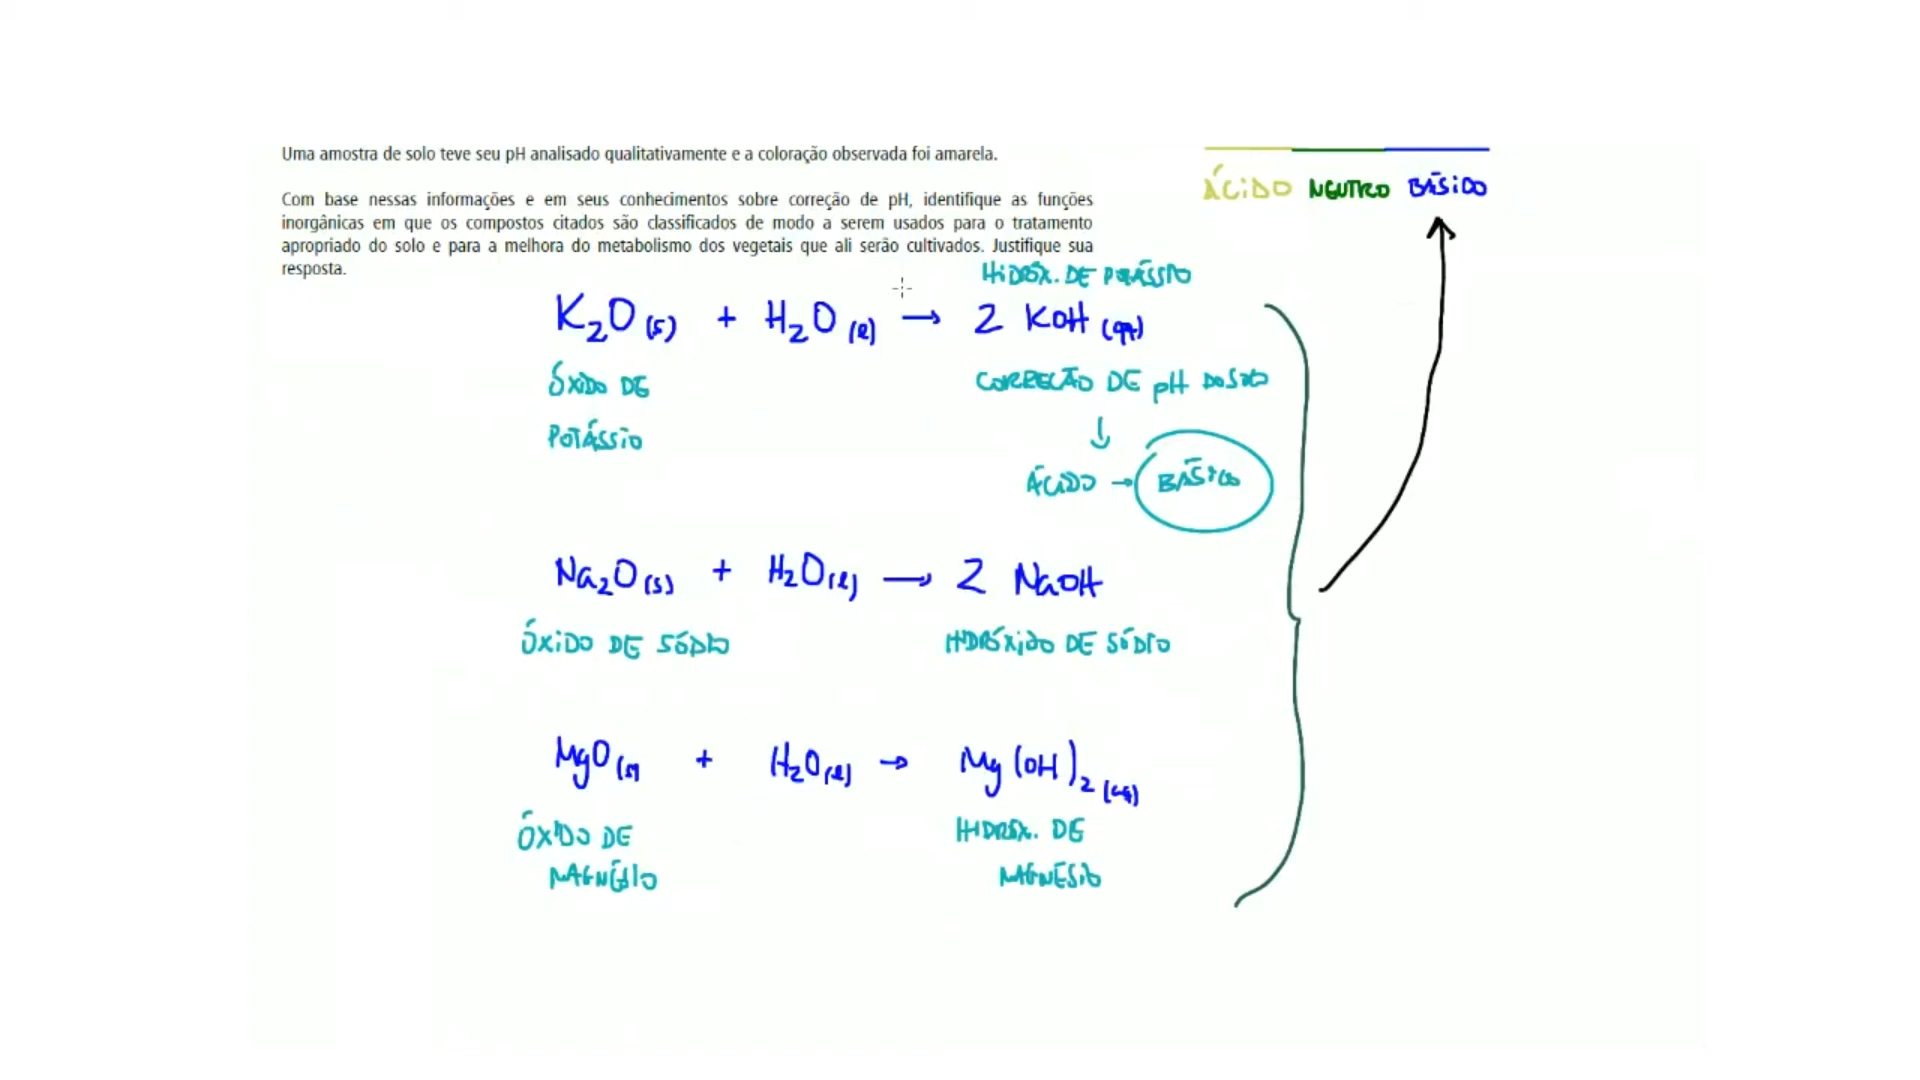 Uma amostra de solo teve seu pH analisado qualitativamente e a coloração observada foi amarela.
Com base nessas informações e em seus conhecimentos sobre correção de pH, identifique as funções
inorgânicas em que os compostos citados são classificados de modo a serem usados para o tratamento
apropriado do solo e para a melhora do metabolismo dos vegetais que ali serão cultivados. Justifique sua
resposta.
ÁCIDO NEUTRO BÁSICO
HIDRÓX. DE POTÁSSIO
K₂O(s) + H₂O(l) → 2 KOH(aq)
ÓXIDO DE
POTÁSSIO
CORREÇÃO DE pH DO SOLO
↓
ÁCIDO → BÁSICO
Na₂O(s) + H₂O(l) → 2 NaOH
ÓXIDO DE SÓDIO HIDRÓXIDO DE SÓDIO
MgO(s) + H₂O(l) → Mg(OH)₂(aq)
ÓXIDO DE
MAGNÉSIO
HIDRÓX. DE
MAGNÉSIO